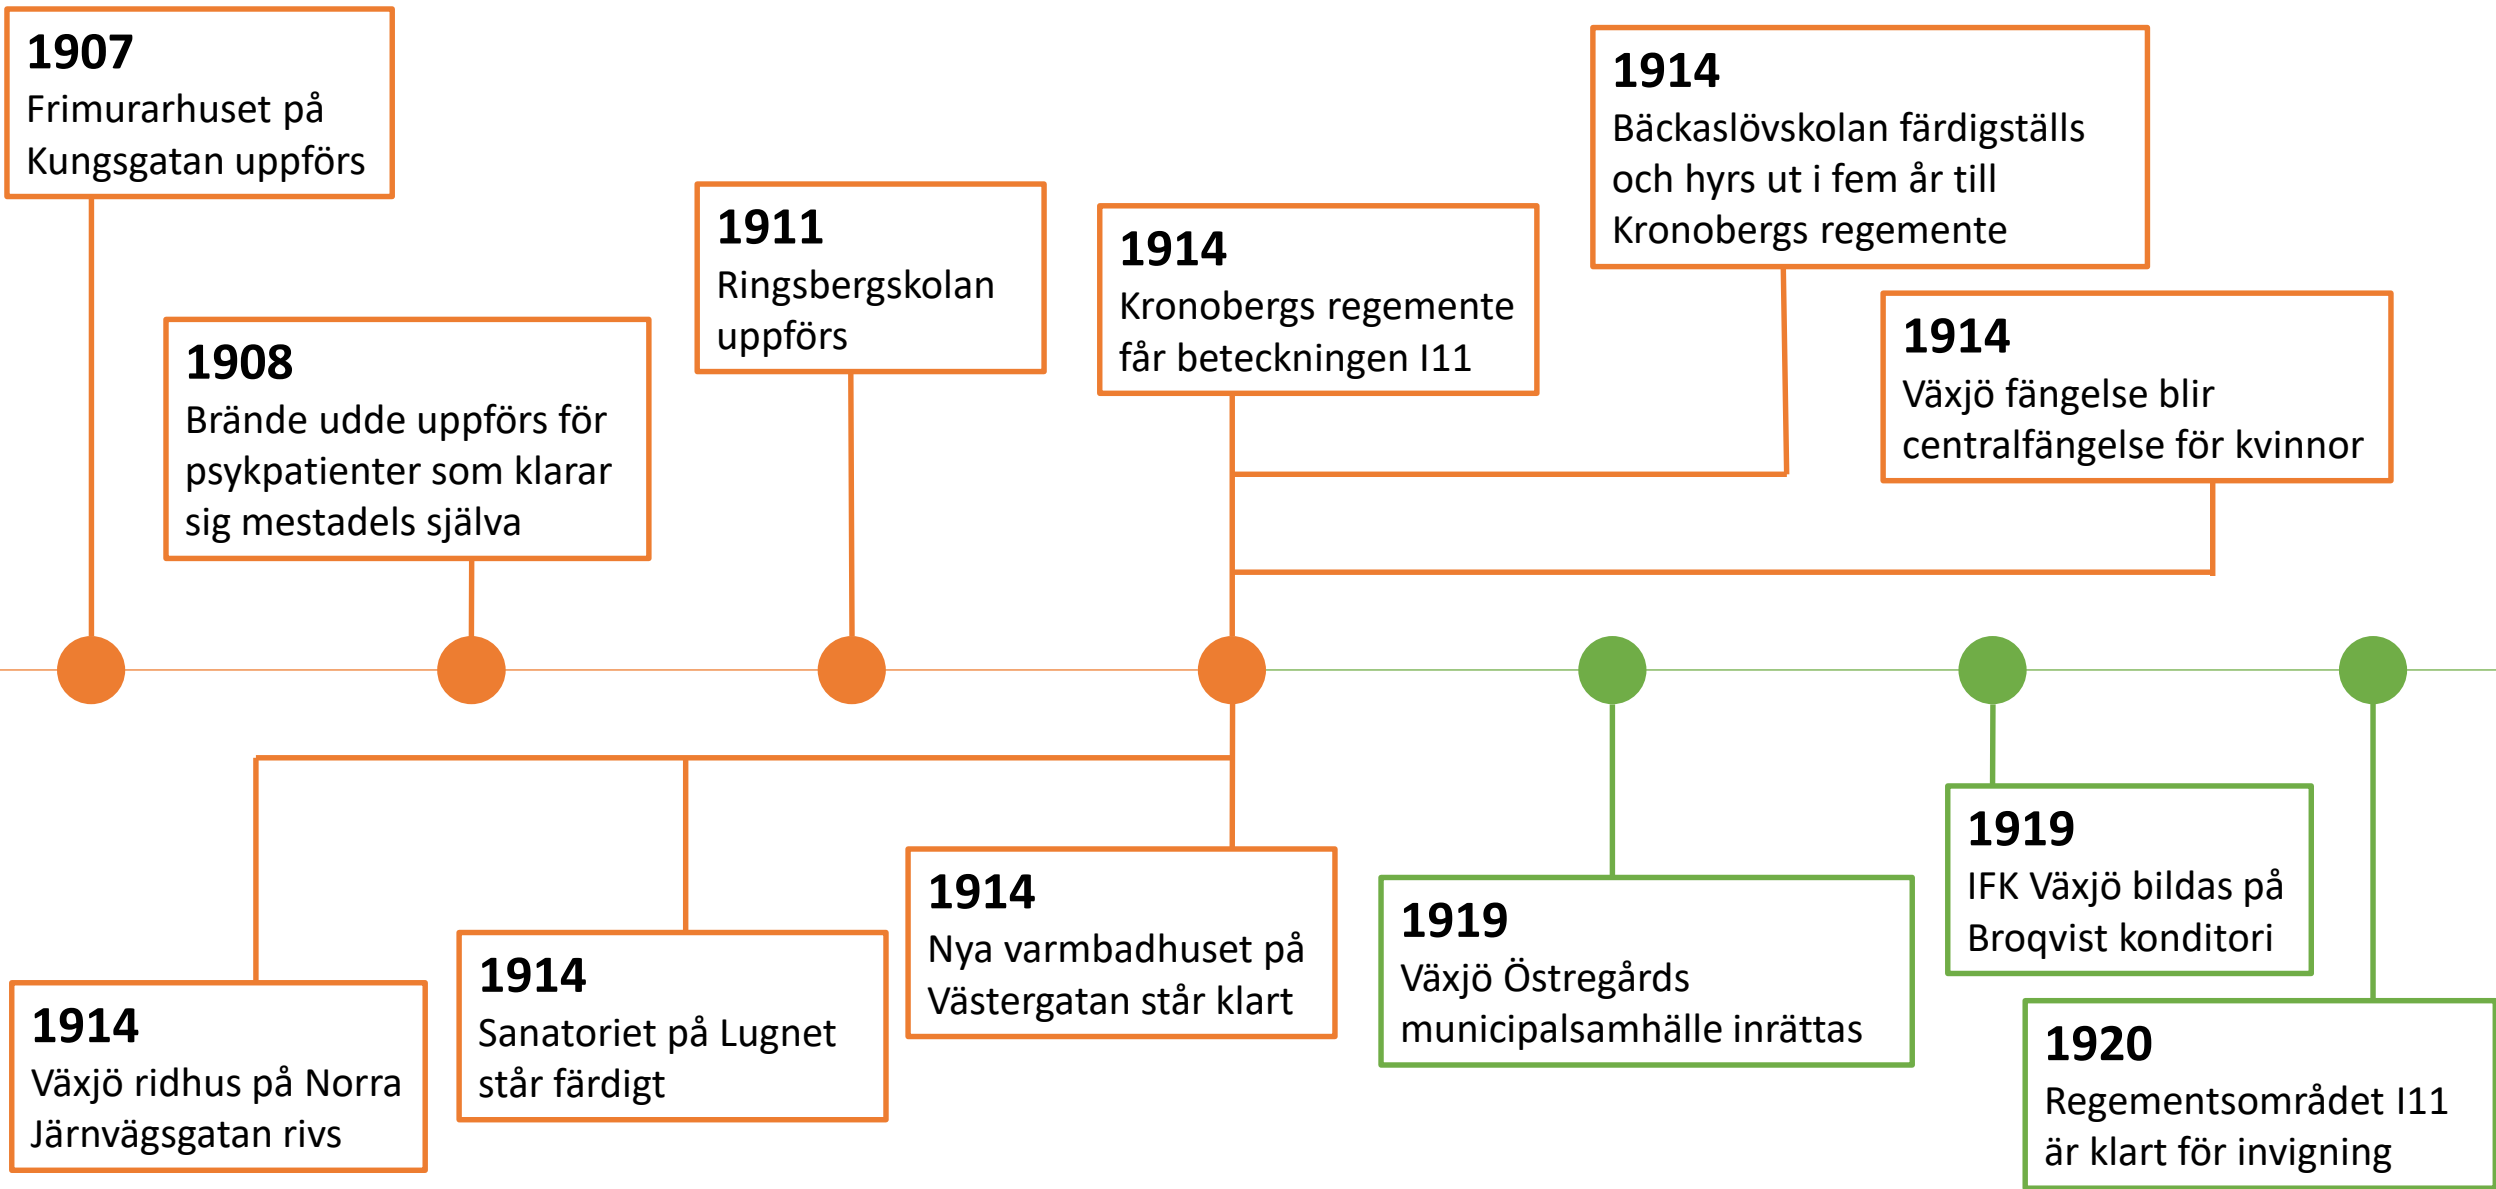 1907
Frimurarhuset på
Kungsgatan uppförs
1908
Brände udde uppförs för
psykpatienter som klarar
sig mestadels själva
1911
Ringsbergskolan
uppförs
1914
Kronobergs regemente
får beteckningen I11
1914
Bäckaslövskolan färdigställs
och hyrs ut i fem år till
Kronobergs regemente
1914
Växjö fängelse blir
centralfängelse för kvinnor
1914
Växjö ridhus på Norra
Järnvägsgatan rivs
1914
Sanatoriet på Lugnet
står färdigt
1914
Nya varmbadhuset på
Västergatan står klart
1919
Växjö Östregårds
municipalsamhälle inrättas
1919
IFK Växjö bildas på
Broqvist konditori
1920
Regementsområdet I11
är klart för invigning